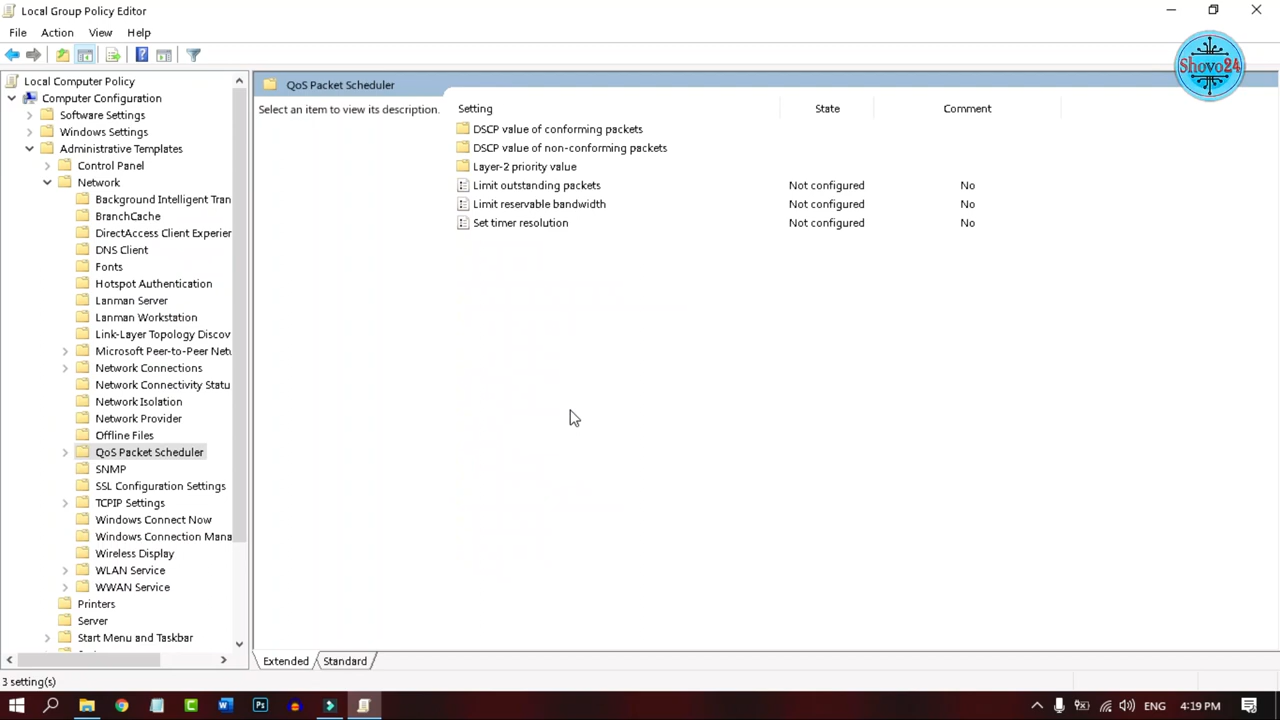 Local Group Policy Editor
File Action View Help
Shovo24
Local Computer Policy
Computer Configuration
Software Settings
Windows Settings
Administrative Templates
Control Panel
Network
Background Intelligent Tran
BranchCache
DirectAccess Client Experier
DNS Client
Fonts
Hotspot Authentication
Lanman Server
Lanman Workstation
Link-Layer Topology Discov
Microsoft Peer-to-Peer Netv
Network Connections
Network Connectivity Statu
Network Isolation
Network Provider
Offline Files
QoS Packet Scheduler
SNMP
SSL Configuration Settings
TCPIP Settings
Windows Connect Now
Windows Connection Mana
Wireless Display
WLAN Service
WWAN Service
Printers
Server
Start Menu and Taskbar
QoS Packet Scheduler
Select an item to view its description.
Setting State Comment
DSCP value of conforming packets
DSCP value of non-conforming packets
Layer-2 priority value
Limit outstanding packets Not configured No
Limit reservable bandwidth Not configured No
Set timer resolution Not configured No
Extended Standard
3 setting(s)
ENG 4:19 PM